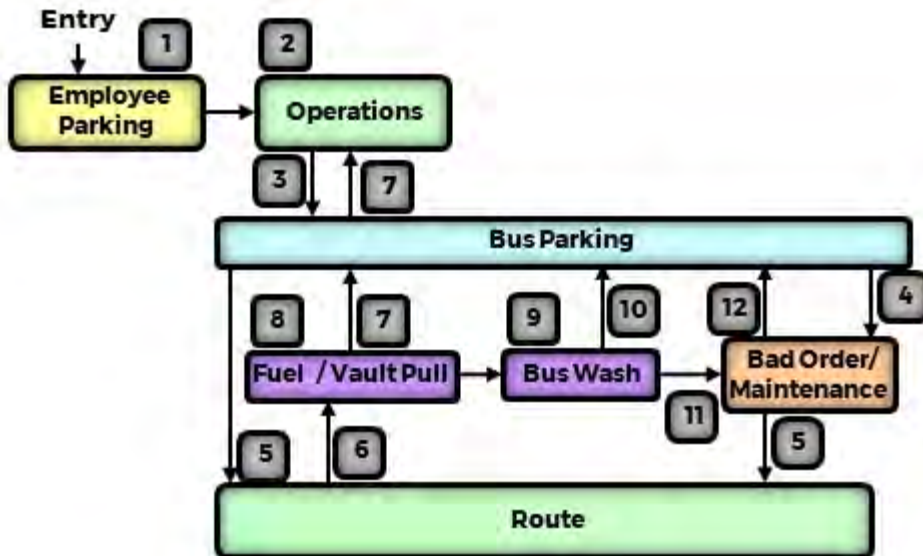 Entry
1
2
Employee
Parking
Operations
3
7
Bus Parking
4
8
7
9
10
12
Fuel / Vault Pull
Bus Wash
Bad Order/
Maintenance
11
5
6
5
Route